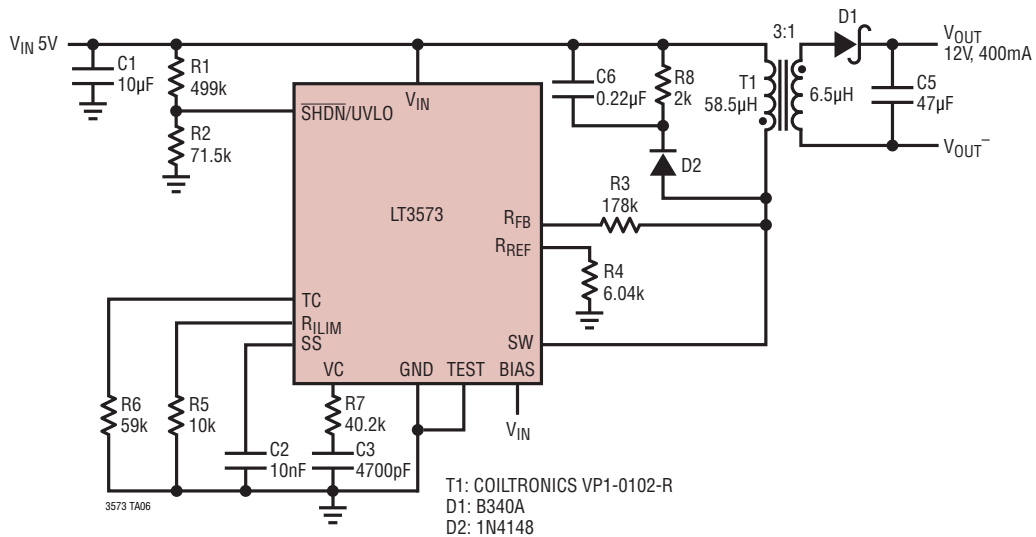 VIN 5V
C1
10µF
R1
499k
R2
71.5k
SHDN/UVLO
VIN
LT3573
RFB
RREF
SW
TC
RILIM
SS
VC
GND
TEST
BIAS
VIN
C6
0.22µF
R8
2k
D2
R3
178k
R4
6.04k
3:1
T1
58.5µH
6.5µH
D1
C5
47µF
VOUT
12V, 400mA
VOUT–
R6
59k
R5
10k
C2
10nF
R7
40.2k
C3
4700pF
3573 TA06
T1: COILTRONICS VP1-0102-R
D1: B340A
D2: 1N4148